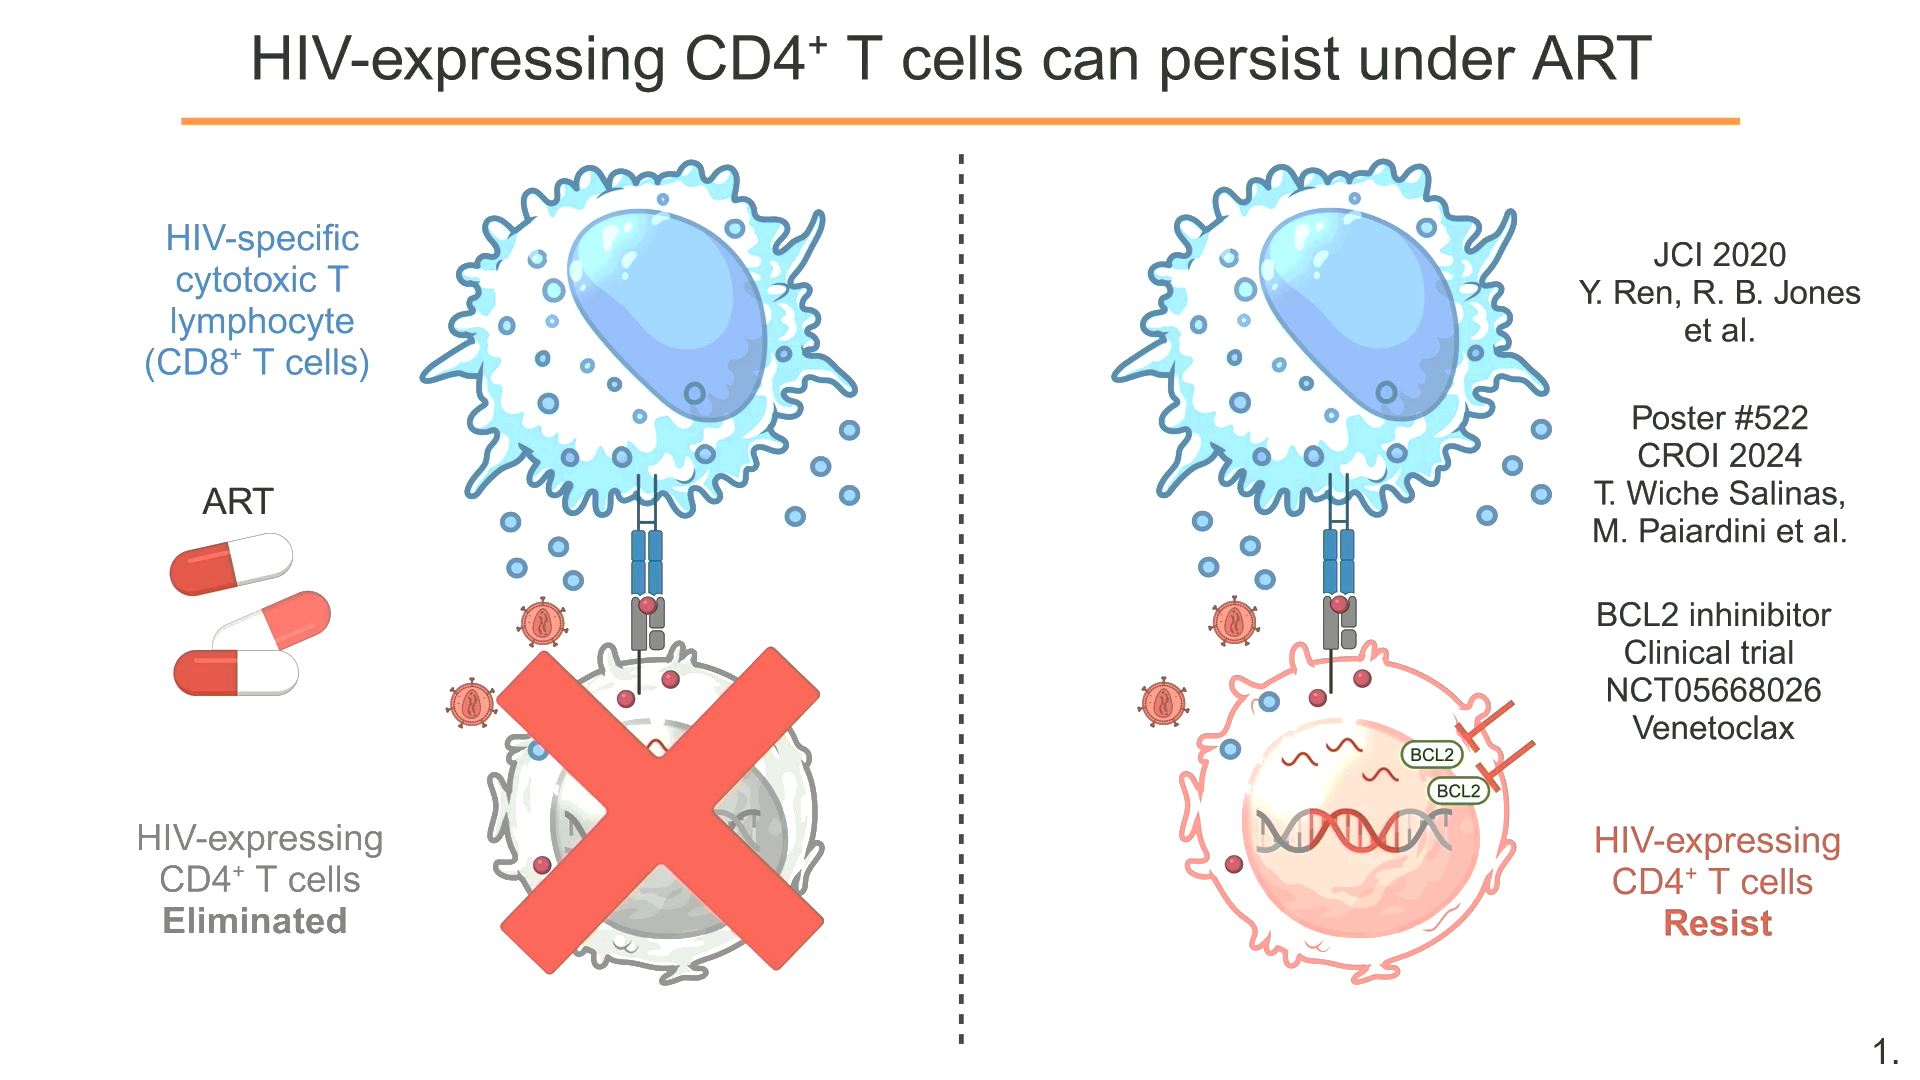 HIV-expressing CD4⁺ T cells can persist under ART
HIV-specific
cytotoxic T
lymphocyte
(CD8⁺ T cells)
ART
HIV-expressing
CD4⁺ T cells
Eliminated
JCI 2020
Y. Ren, R. B. Jones
et al.
Poster #522
CROI 2024
T. Wiche Salinas,
M. Paiardini et al.
BCL2 inhinibitor
Clinical trial
NCT05668026
Venetoclax
BCL2
BCL2
HIV-expressing
CD4⁺ T cells
Resist
1.